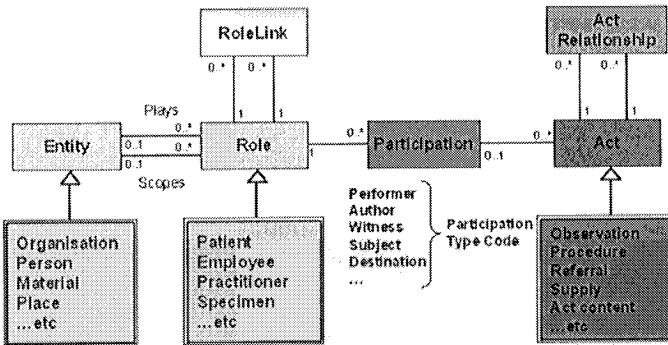 RoleLink
Act
Relationship
0..* 0..*
0..* 0..*
Plays
1 1
1 1
0..1 0..*
0..* 0..*
Entity
Role
Participation
Act
0..1 0..*
1
0..1
Scopes
Performer
Author
Witness
Subject
Destination
...
Participation
Type Code
Organisation
Person
Material
Place
...etc
Patient
Employee
Practitioner
Specimen
...etc
Observation
Procedure
Referral
Supply
Act content
...etc